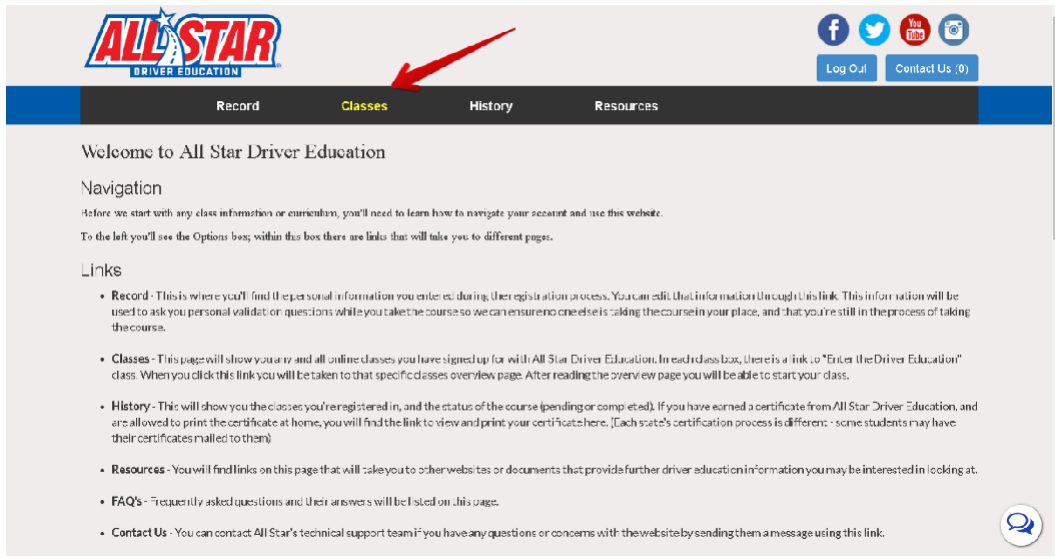 ALL STAR
DRIVER EDUCATION
You
Tube
Log Out
Contact Us (0)
Record
Classes
History
Resources
Welcome to All Star Driver Education
Navigation
Before we start with any class information or curriculum, you'll need to learn how to navigate your account and use this website.
To the left you'll see the Options box; within this box there are links that will take you to different pages.
Links
• Record - This is where you'll find the personal information you entered during the registration process. You can edit that information through this link. This information will be
used to ask you personal validation questions while you take the course so we can ensure no one else is taking the course in your place, and that you're still in the process of taking
the course.
• Classes - This page will show you any and all online classes you have signed up for with All Star Driver Education. In each class box, there is a link to "Enter the Driver Education"
class. When you click this link you will be taken to that specific classes overview page. After reading the overview page you will be able to start your class.
• History - This will show you the classes you're registered in, and the status of the course (pending or completed). If you have earned a certificate from All Star Driver Education, and
are allowed to print the certificate at home, you will find the link to view and print your certificate here. (Each state's certification process is different - some students may have
their certificates mailed to them)
• Resources - You will find links on this page that will take you to other websites or documents that provide further driver education information you may be interested in looking at.
• FAQ's - Frequently asked questions and their answers will be listed on this page.
• Contact Us - You can contact All Star's technical support team if you have any questions or concerns with the website by sending them a message using this link.